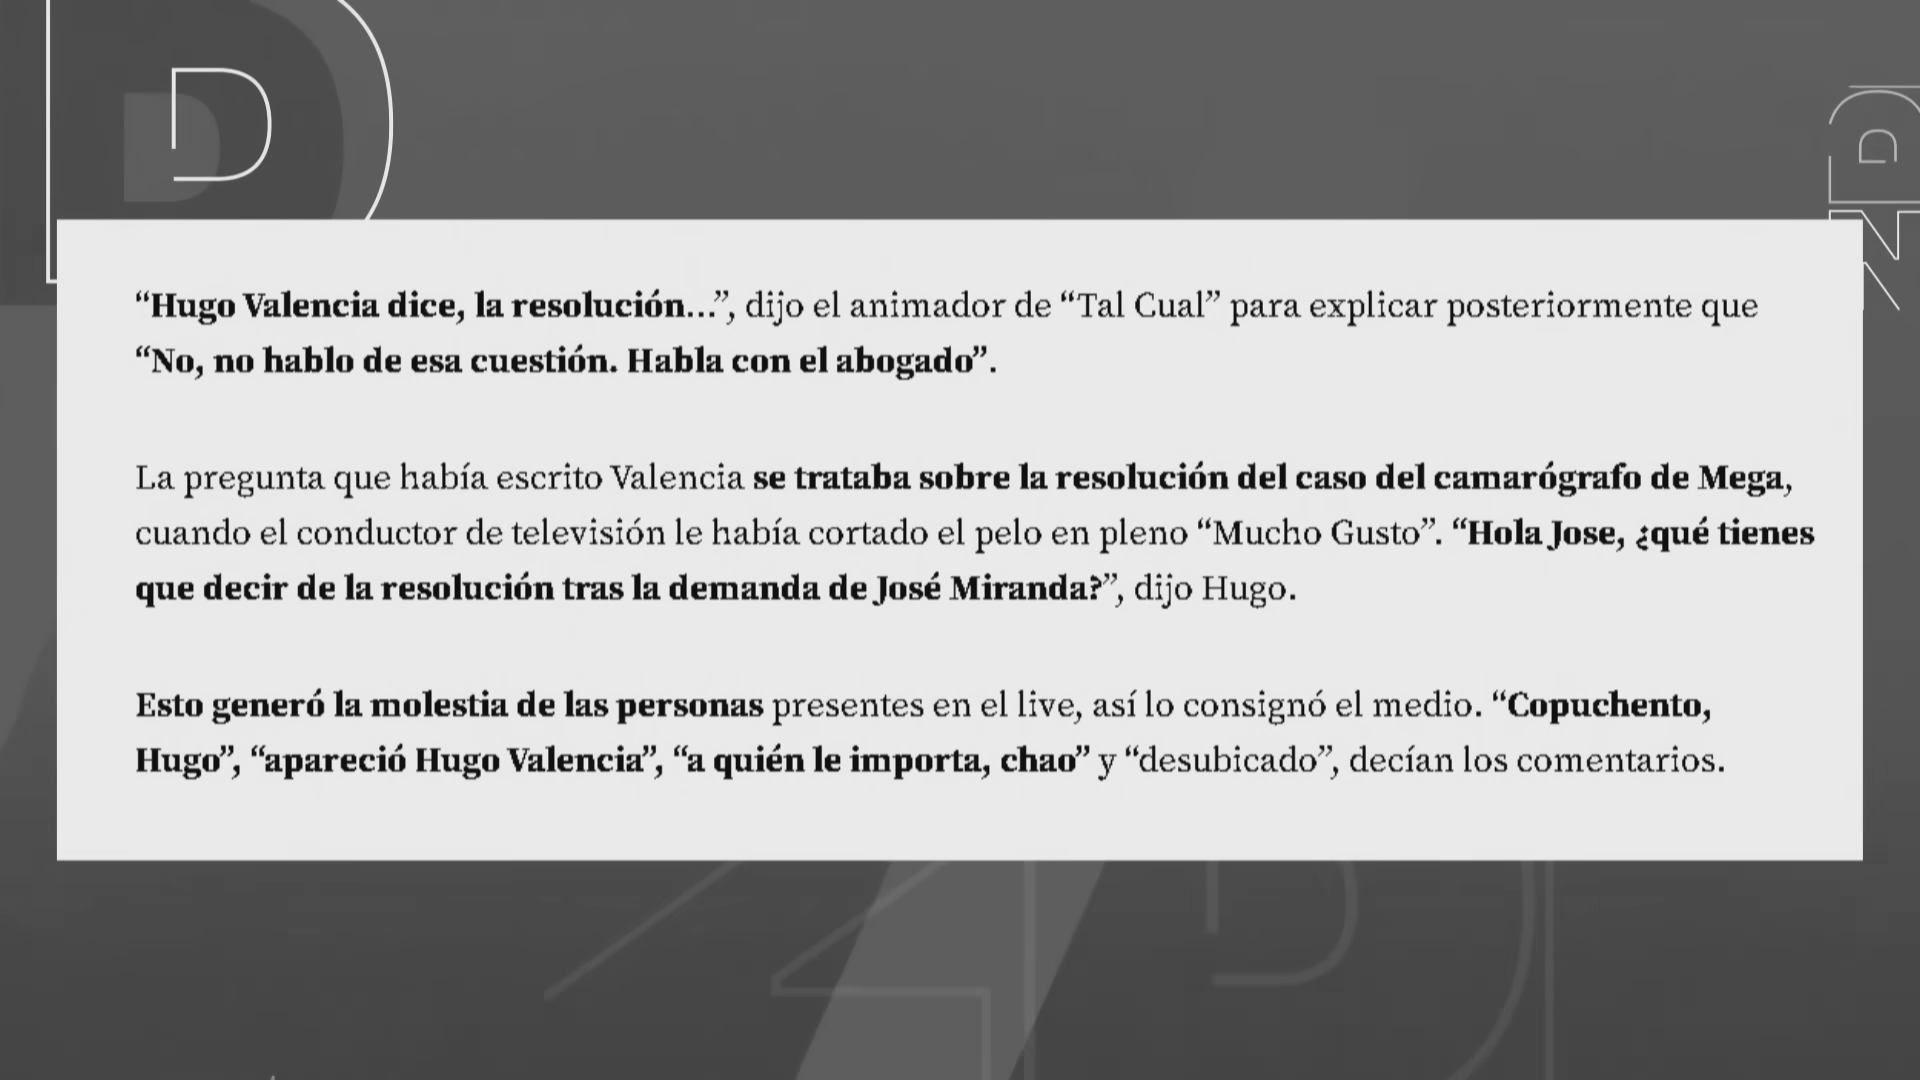 “Hugo Valencia dice, la resolución...”, dijo el animador de “Tal Cual” para explicar posteriormente que
“No, no hablo de esa cuestión. Habla con el abogado”.
La pregunta que había escrito Valencia se trataba sobre la resolución del caso del camarógrafo de Mega,
cuando el conductor de televisión le había cortado el pelo en pleno “Mucho Gusto”. “Hola Jose, ¿qué tienes
que decir de la resolución tras la demanda de José Miranda?”, dijo Hugo.
Esto generó la molestia de las personas presentes en el live, así lo consignó el medio. “Copuchento,
Hugo”, “apareció Hugo Valencia”, “a quién le importa, chao” y “desubicado”, decían los comentarios.